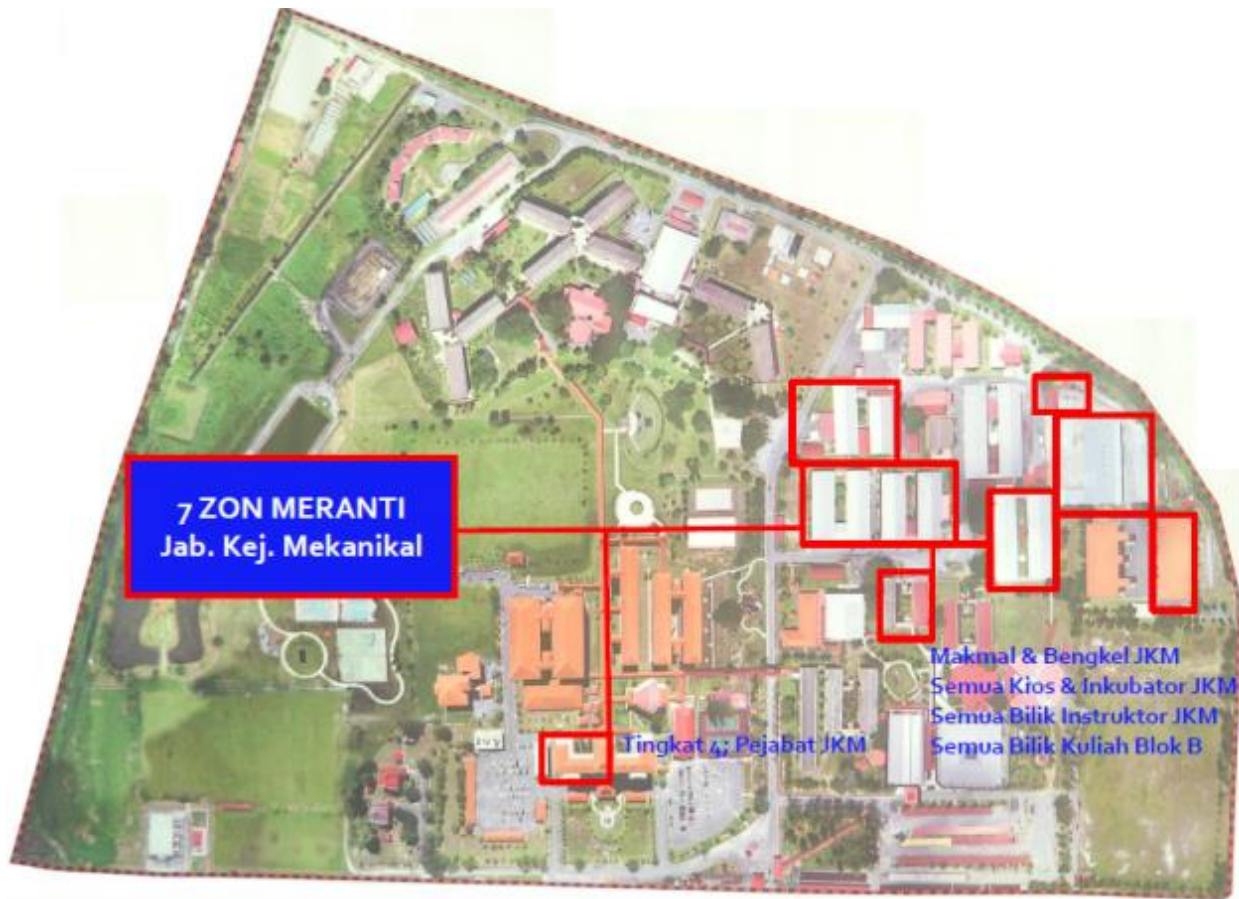 7 ZON MERANTI
Jab. Kej. Mekanikal
Makmal & Bengkel JKM
Semua Kios & Inkubator JKM
Semua Bilik Instruktor JKM
Semua Bilik Kuliah Blok B
Tingkat 4; Pejabat JKM